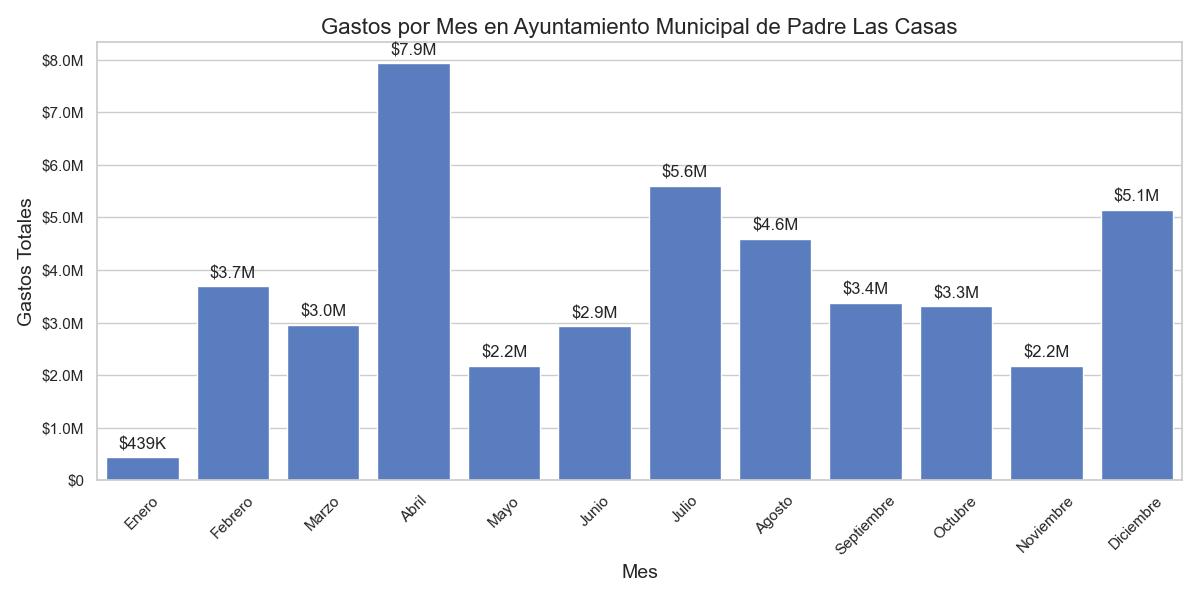 Gastos por Mes en Ayuntamiento Municipal de Padre Las Casas
Gastos Totales
$8.0M
$7.0M
$6.0M
$5.0M
$4.0M
$3.0M
$2.0M
$1.0M
$0
$439K
$3.7M
$3.0M
$7.9M
$2.2M
$2.9M
$5.6M
$4.6M
$3.4M
$3.3M
$2.2M
$5.1M
Enero
Febrero
Marzo
Abril
Mayo
Junio
Julio
Agosto
Septiembre
Octubre
Noviembre
Diciembre
Mes